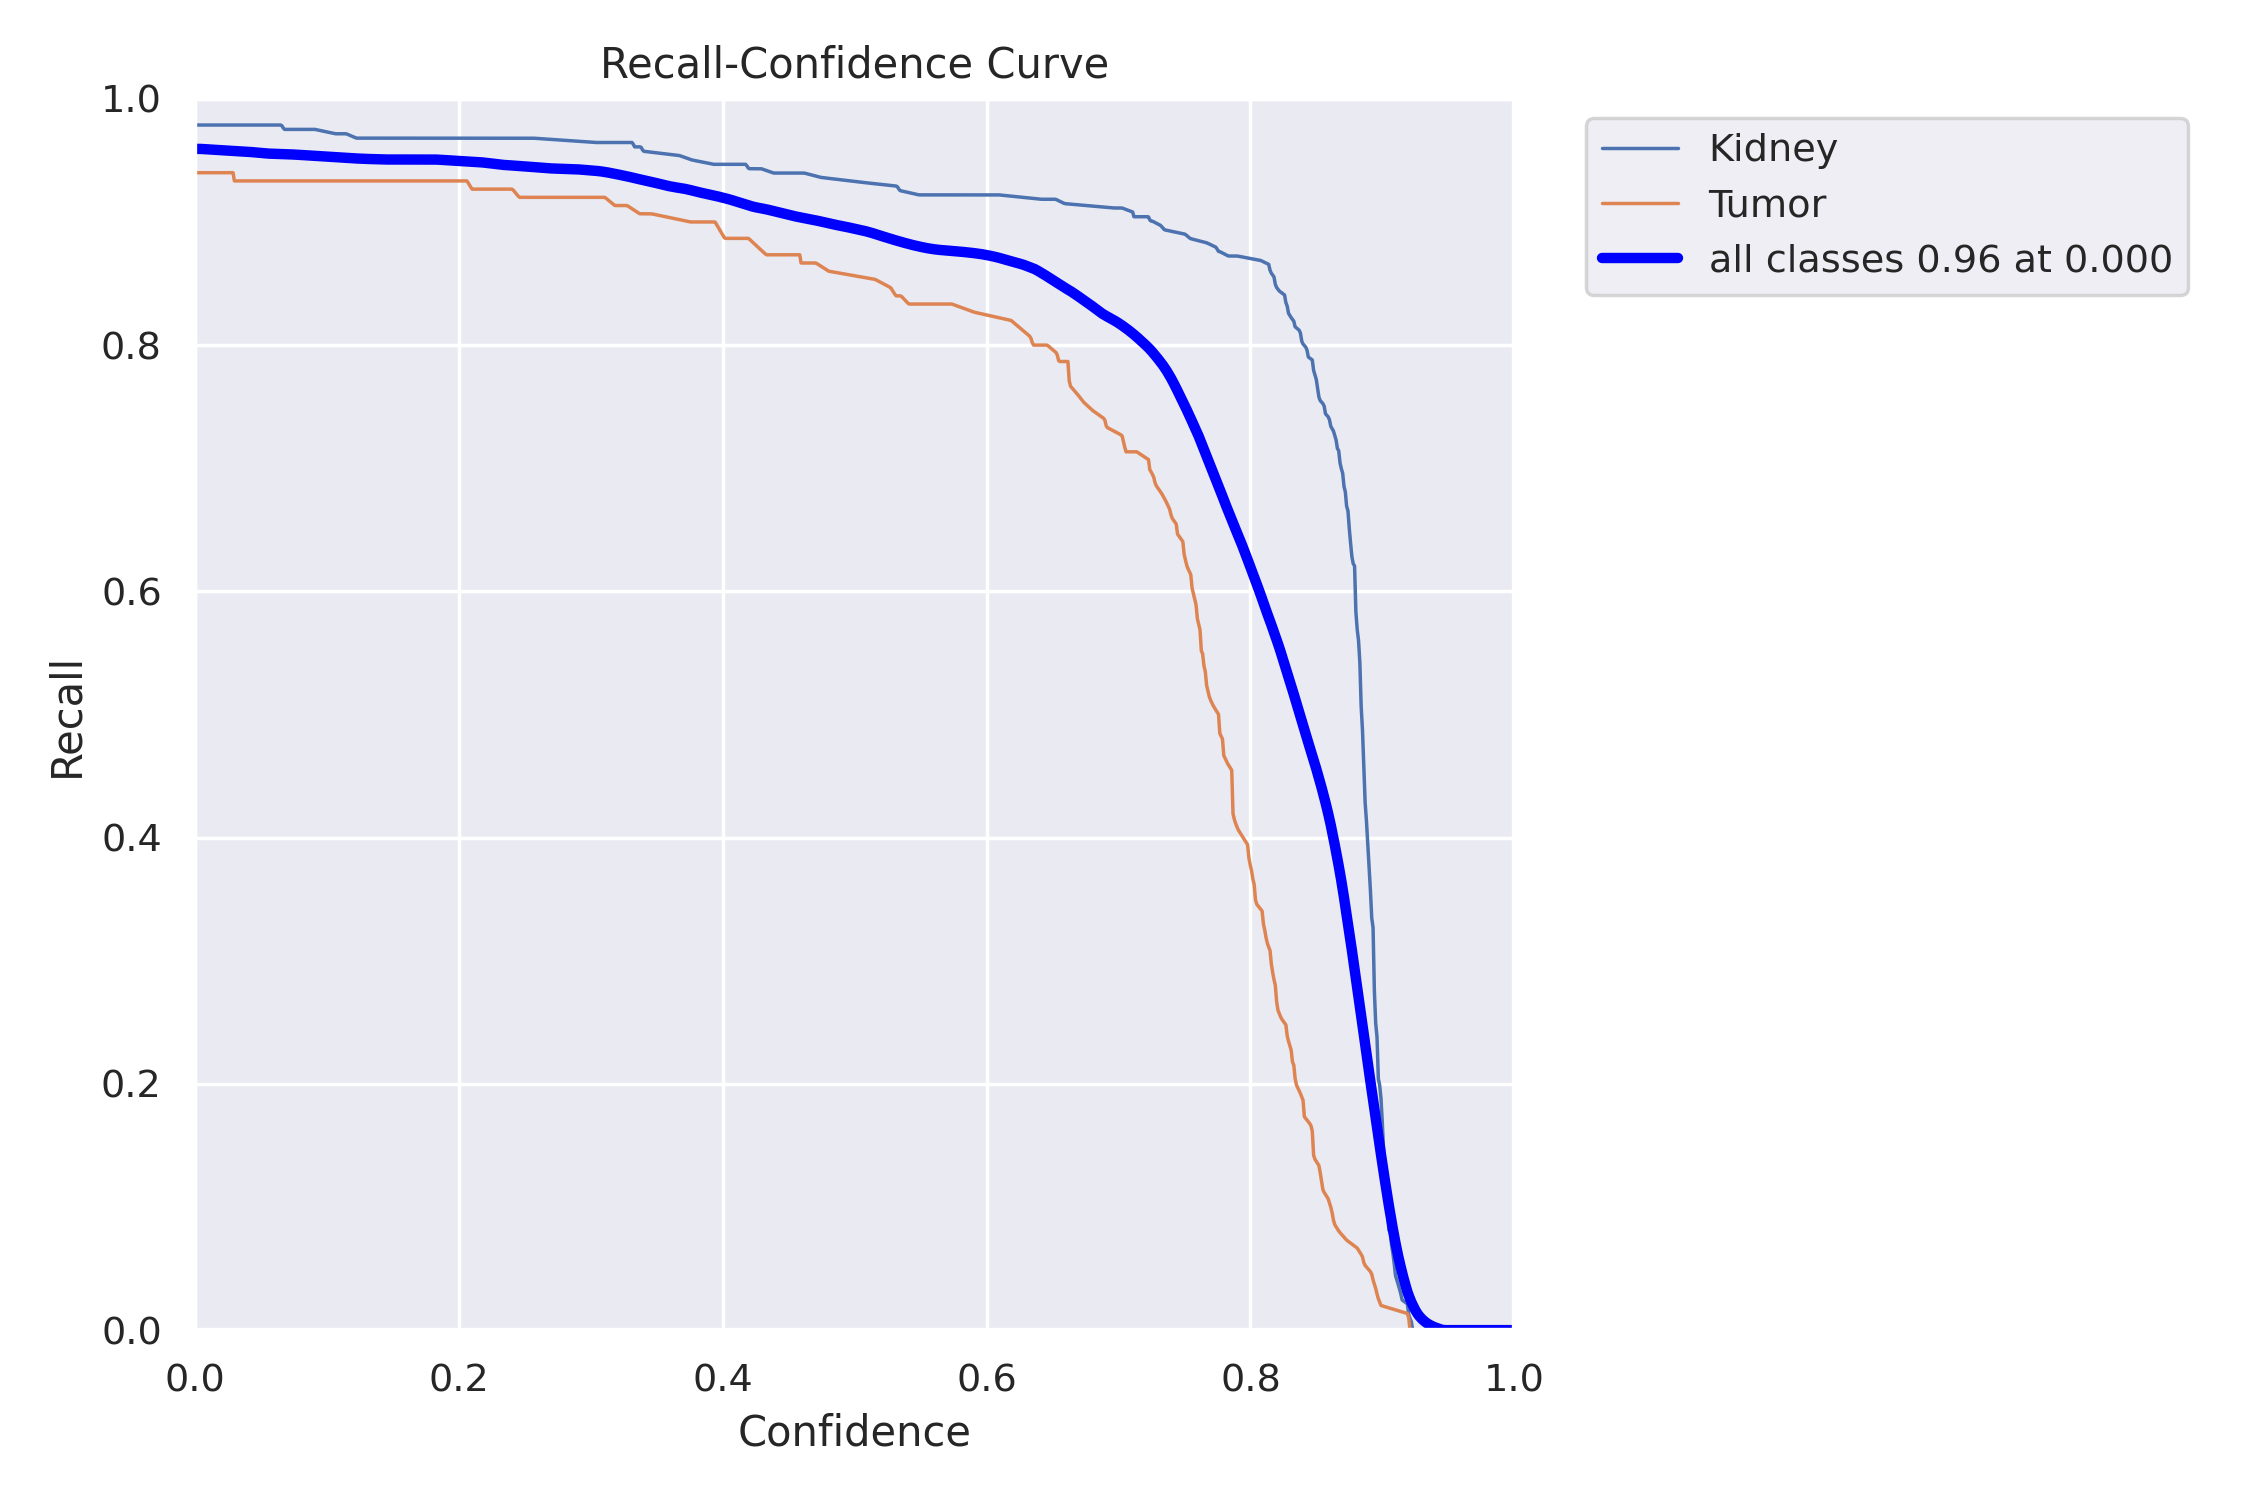 Recall-Confidence Curve
1.0
0.8
0.6
0.4
0.2
0.0
Recall
0.0 0.2 0.4 0.6 0.8 1.0
Confidence
Kidney
Tumor
all classes 0.96 at 0.000